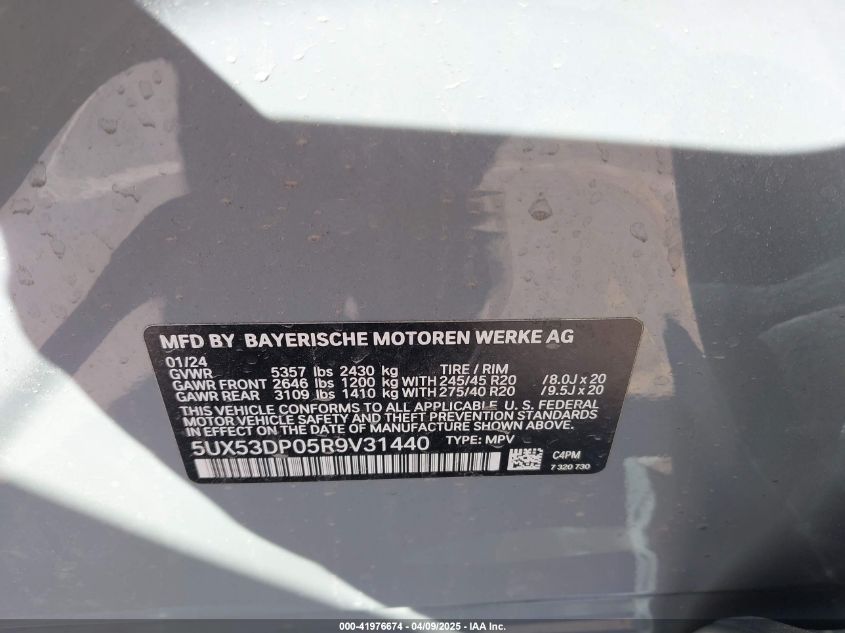 MFD BY BAYERISCHE MOTOREN WERKE AG
01/24
GVWR 5357 lbs 2430 kg TIRE / RIM
GAWR FRONT 2646 lbs 1200 kg WITH 245/45 R20 /8.0J x 20
GAWR REAR 3109 lbs 1410 kg WITH 275/40 R20 /9.5J x 20
THIS VEHICLE CONFORMS TO ALL APPLICABLE U.S. FEDERAL
MOTOR VEHICLE SAFETY AND THEFT PREVENTION STANDARDS
IN EFFECT ON THE DATE OF MANUFACTURE SHOWN ABOVE.
5UX53DP05R9V31440 TYPE: MPV
C4PM
7 320 730
000-41976674 | 04/09/2025 - IAA Inc.